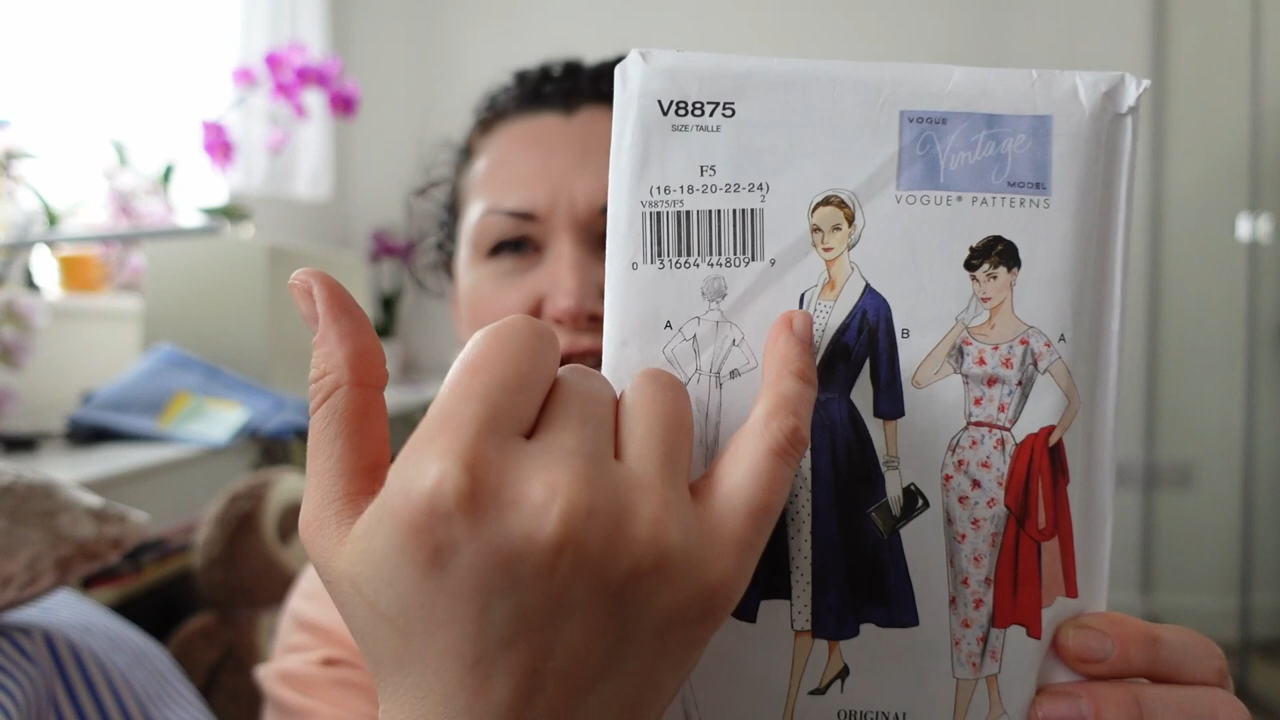 V8875
SIZE/TAILLE
F5
(16-18-20-22-24)
V8875/F5 2
0 31664 44809 9
VOGUE
Vintage
MODEL
VOGUE® PATTERNS
A
B
A
ORIGINAL